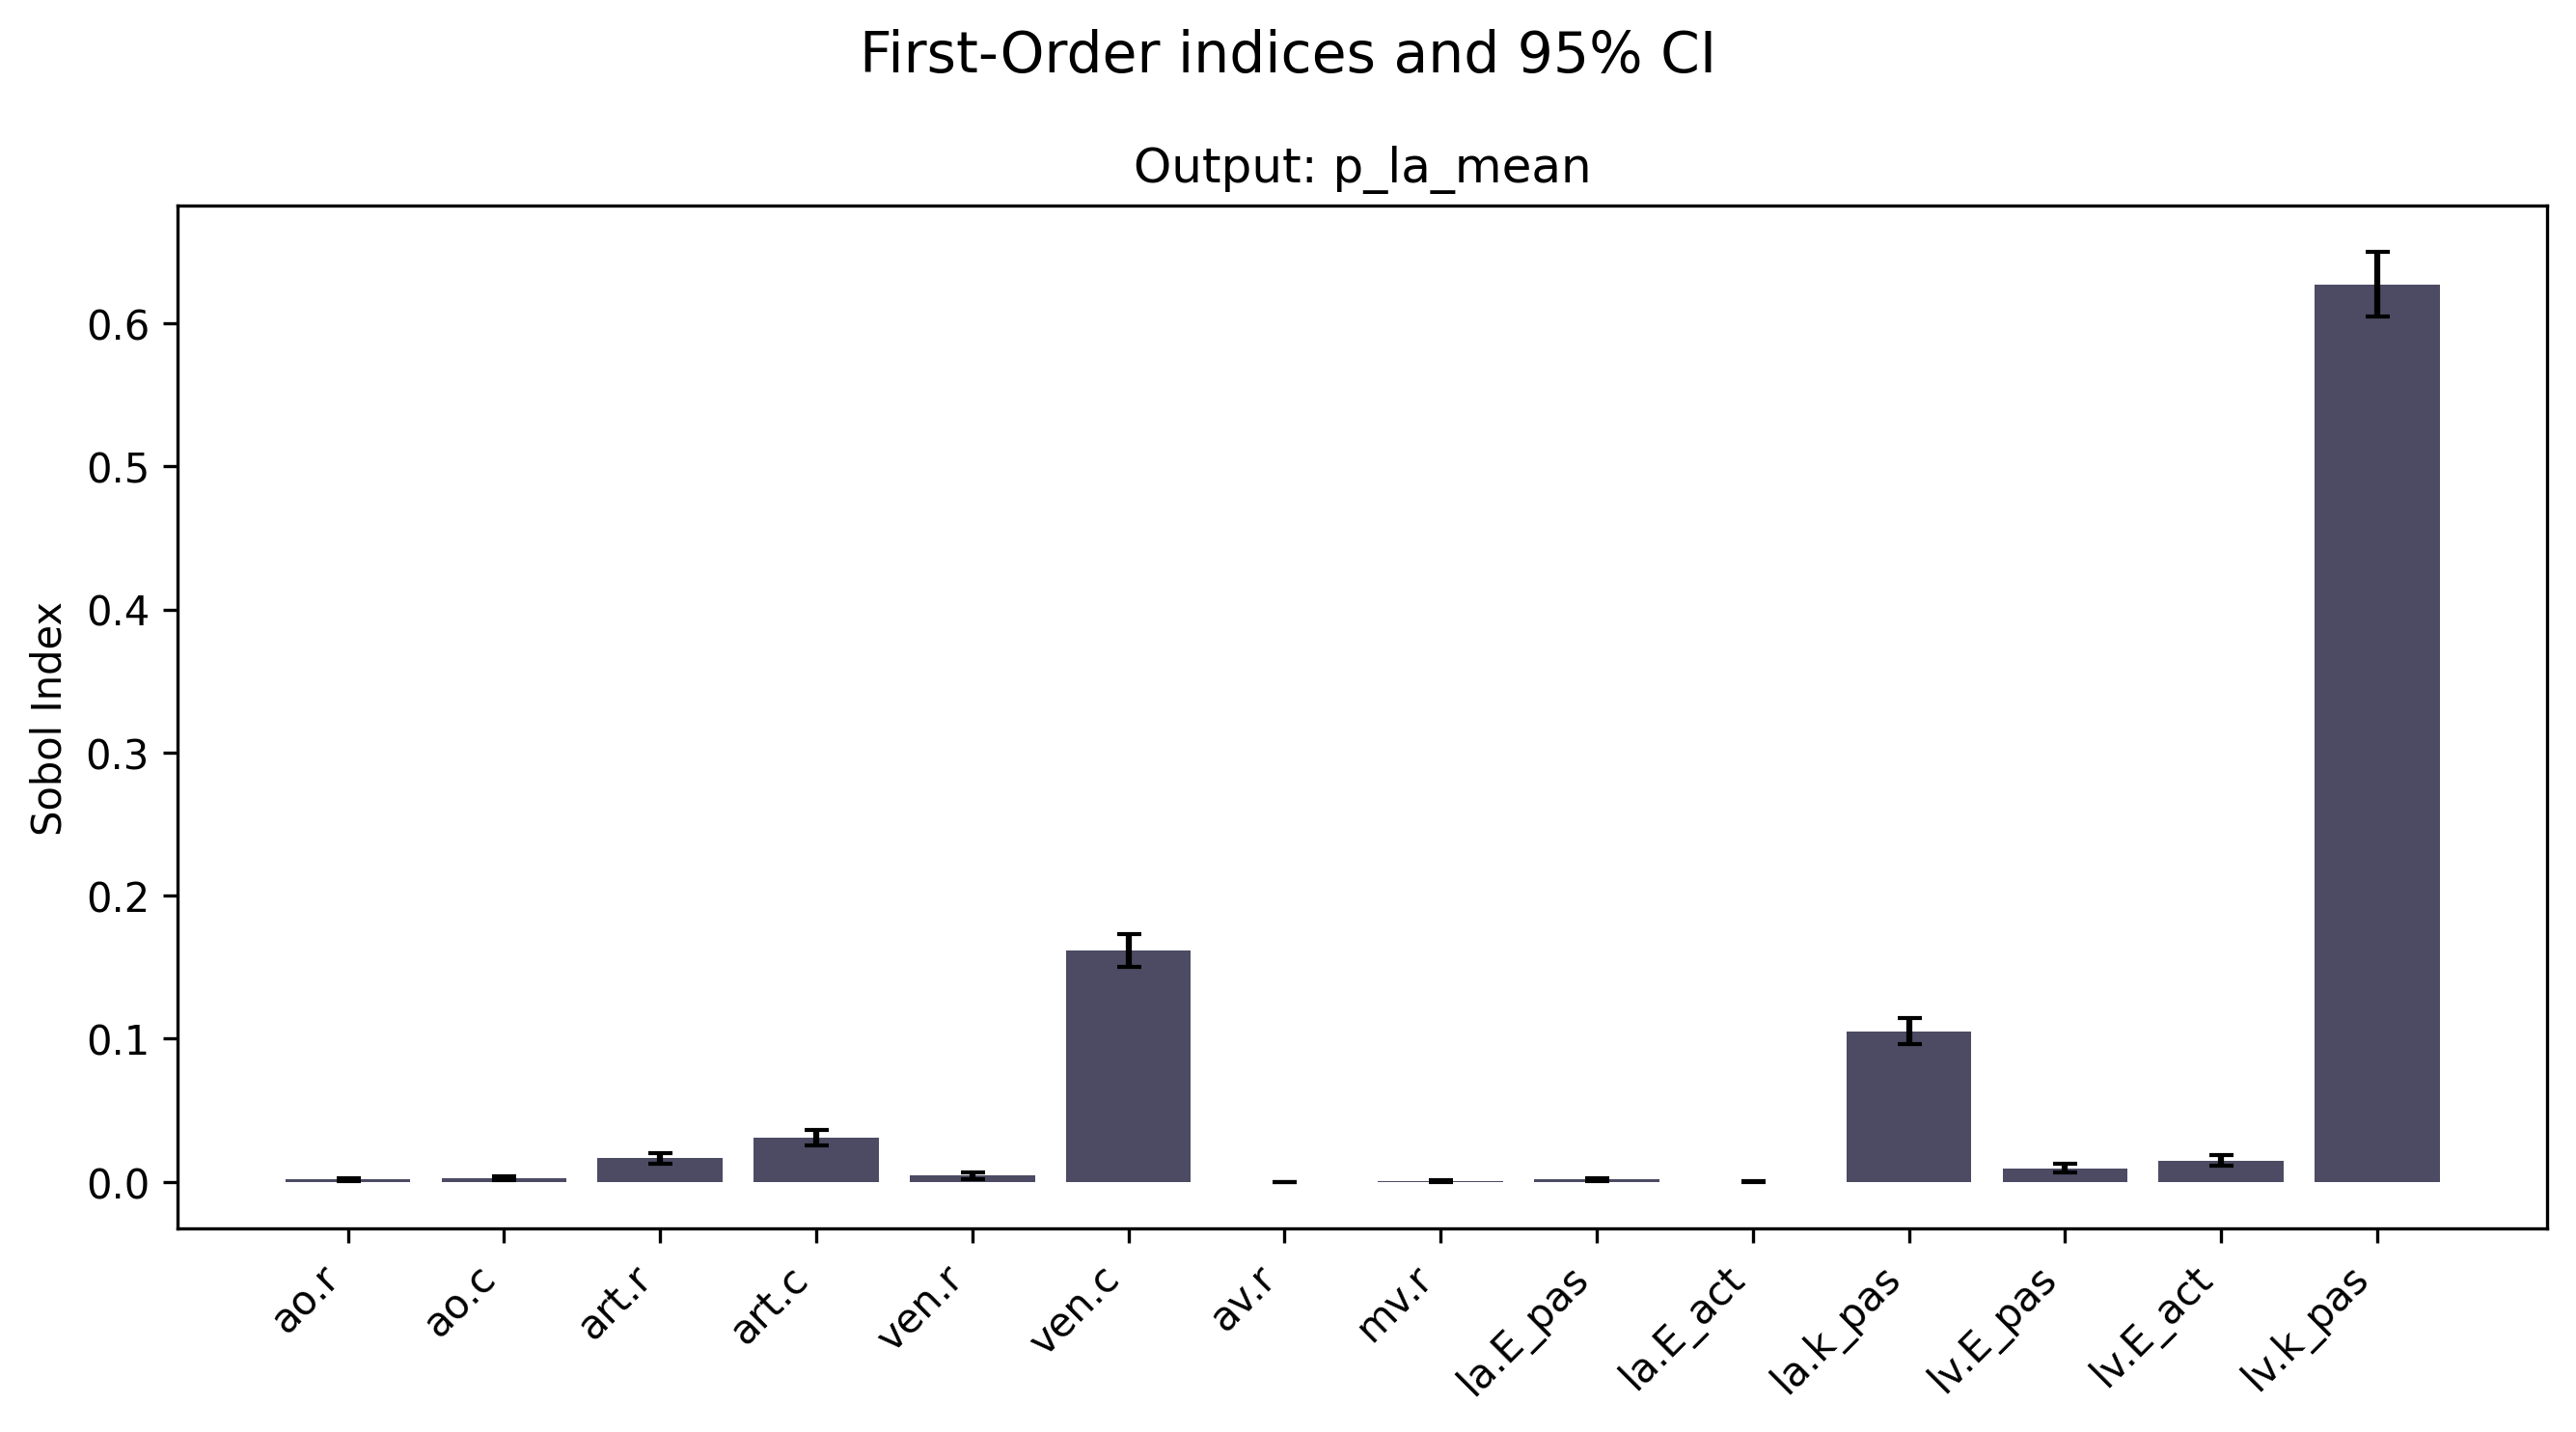 First-Order indices and 95% CI
Output: p_la_mean
Sobol Index
0.6
0.5
0.4
0.3
0.2
0.1
0.0
ao.r
ao.c
art.r
art.c
ven.r
ven.c
av.r
mv.r
la.E_pas
la.E_act
la.k_pas
lv.E_pas
lv.E_act
lv.k_pas